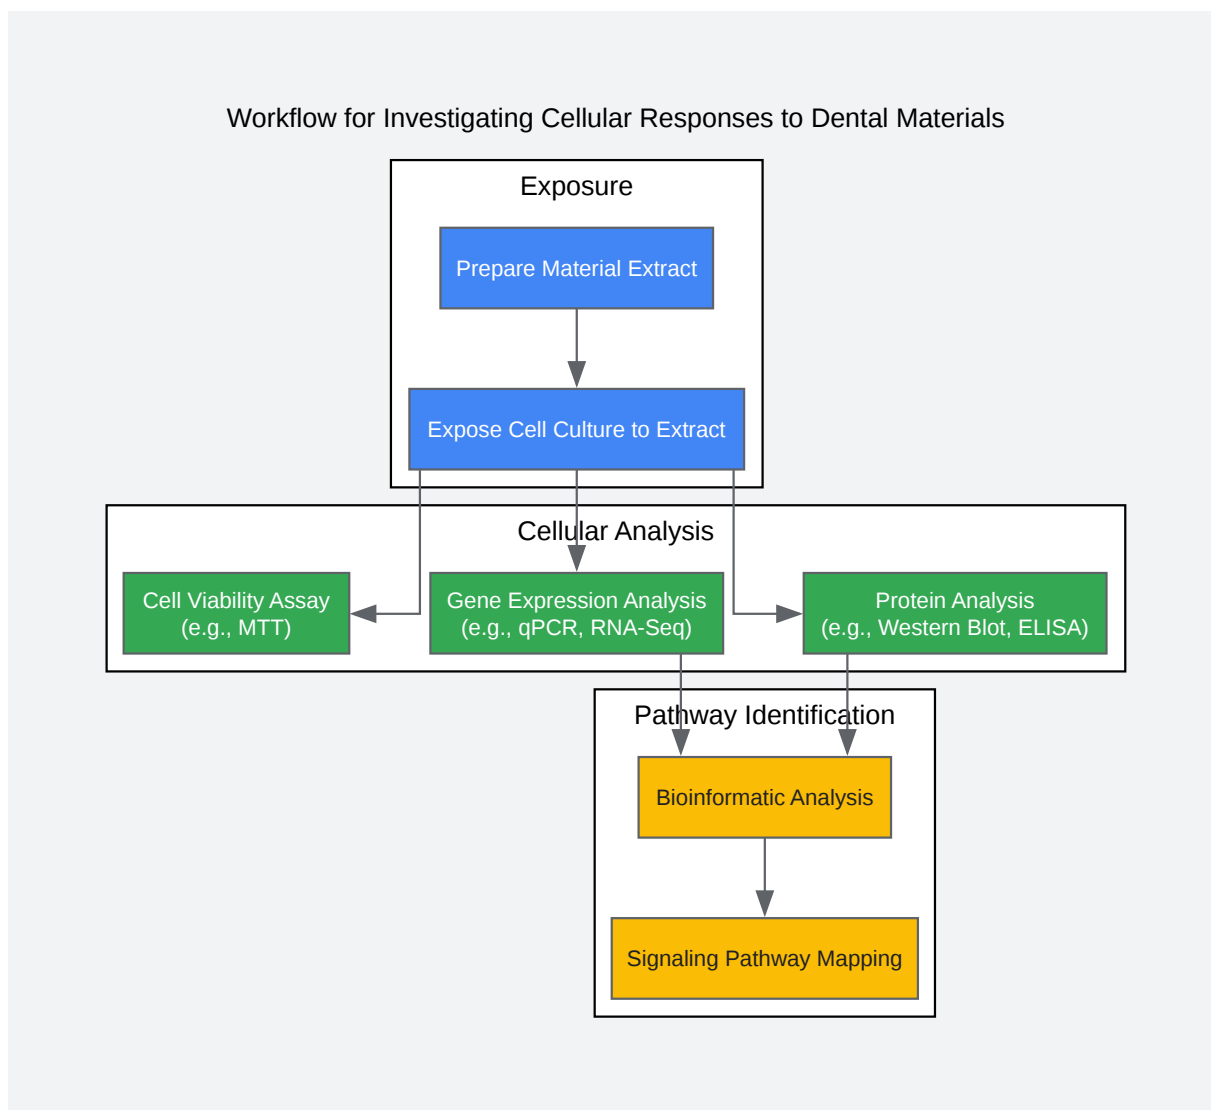 Workflow for Investigating Cellular Responses to Dental Materials
Exposure
Prepare Material Extract
Expose Cell Culture to Extract
Cellular Analysis
Cell Viability Assay
(e.g., MTT)
Gene Expression Analysis
(e.g., qPCR, RNA-Seq)
Protein Analysis
(e.g., Western Blot, ELISA)
Pathway Identification
Bioinformatic Analysis
Signaling Pathway Mapping